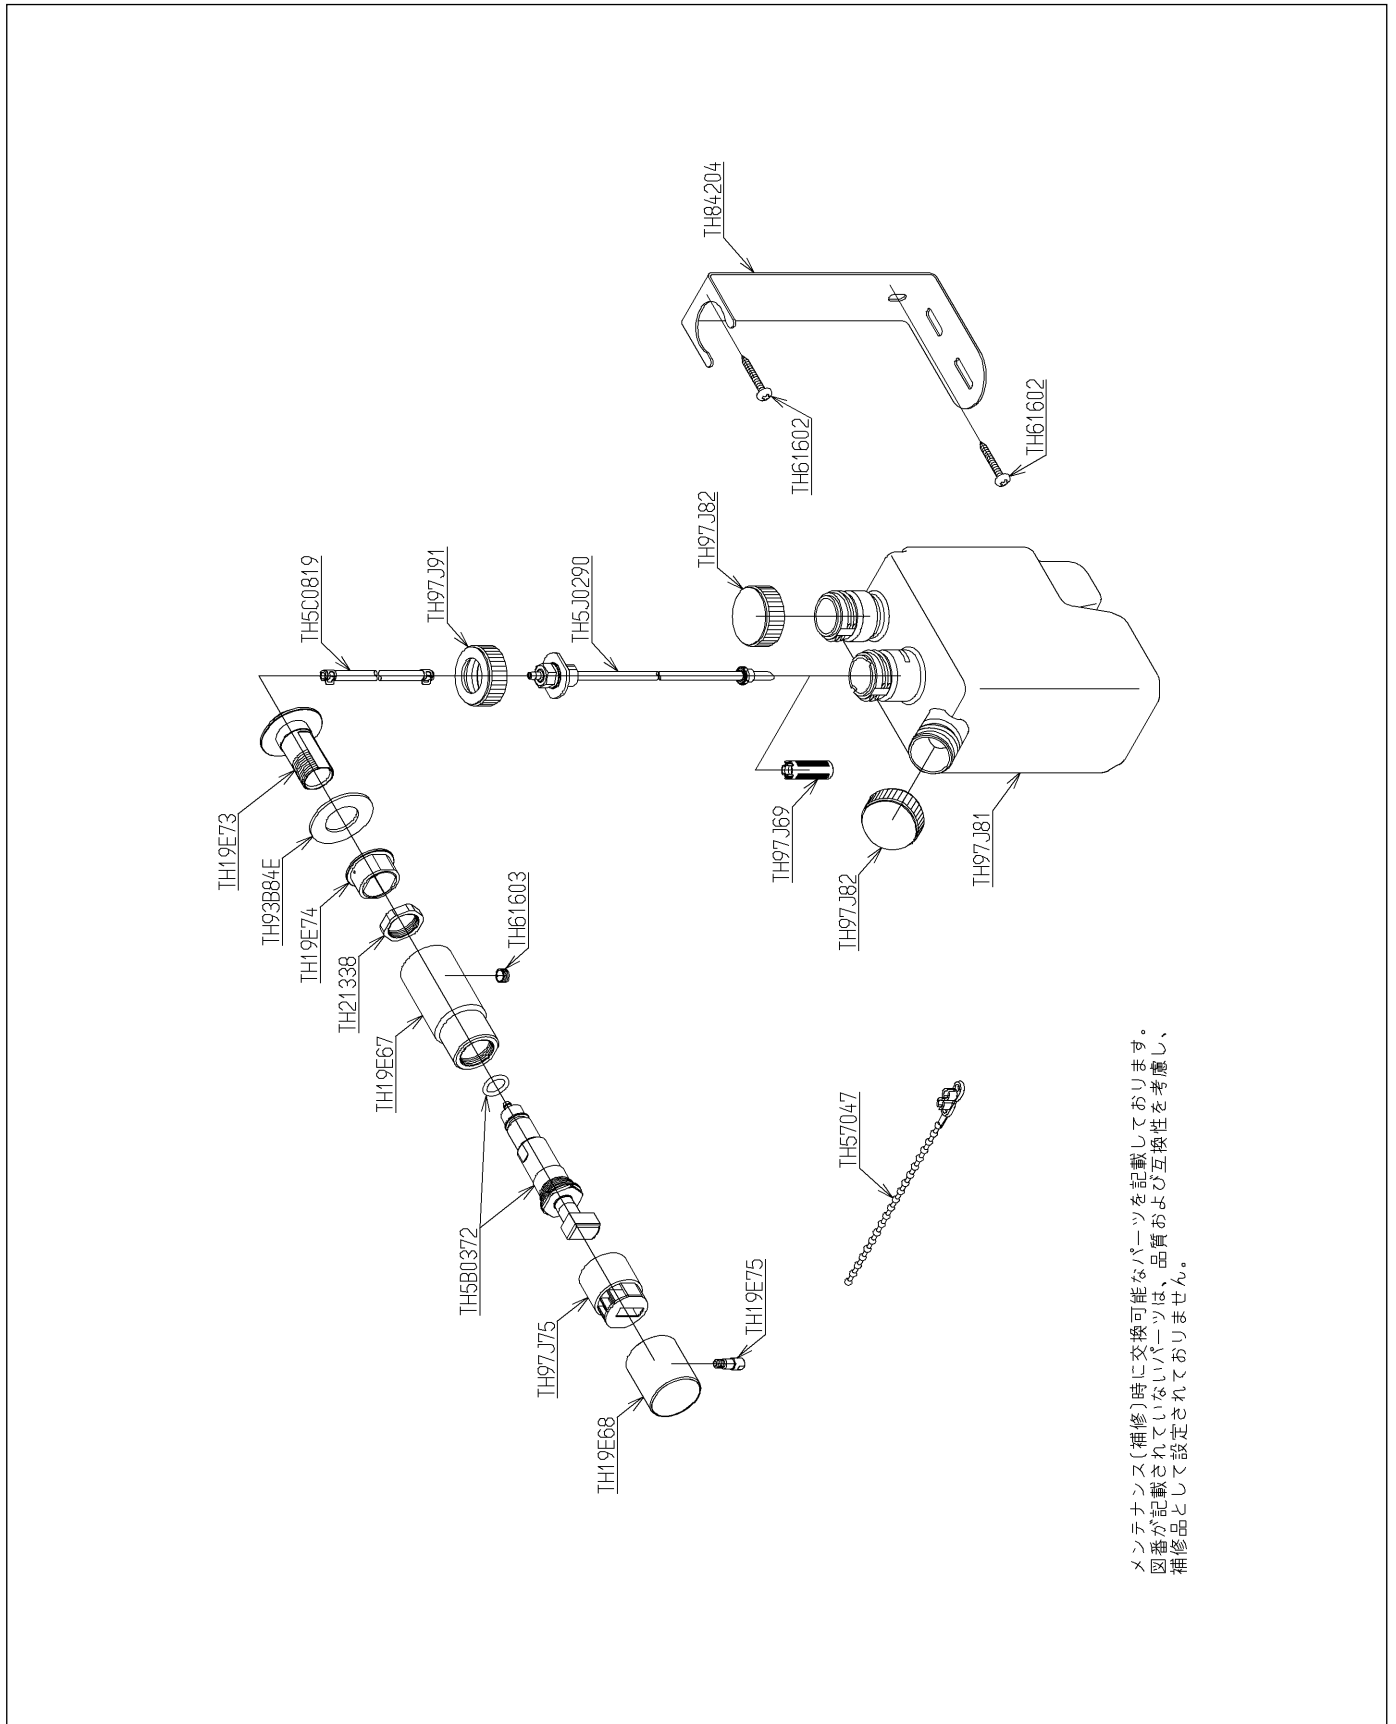 TH84204
TH61602
TH61602
TH97J82
TH5C0819
TH97J91
TH5J0290
TH19E73
TH93B84E
TH19E74
TH21338
TH61603
TH97J69
TH97J82
TH97J81
TH19E67
TH5B0372
TH97J75
TH19E75
TH19E68
TH57047
メンテナンス(補修)時に交換可能なパーツを記載しております。
図番が記載されていないパーツは、品質および互換性を考慮し、
補修品として設定されておりません。